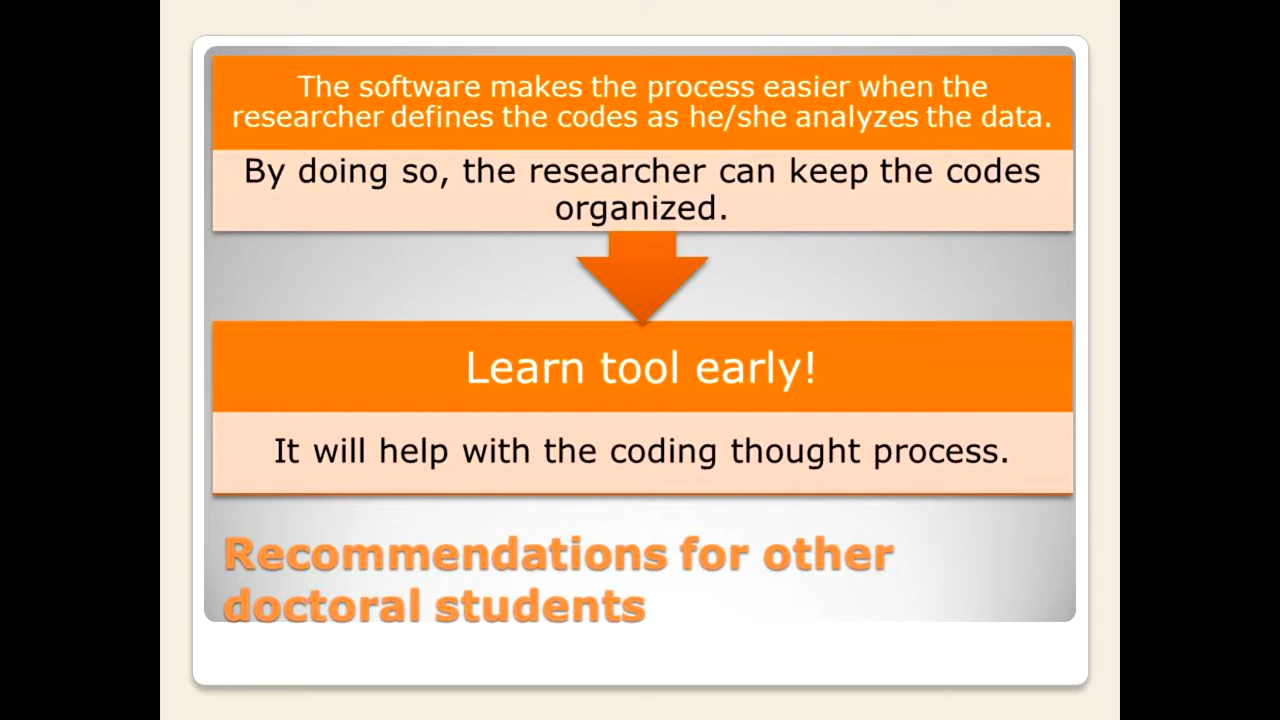 The software makes the process easier when the
researcher defines the codes as he/she analyzes the data.
By doing so, the researcher can keep the codes
organized.
Learn tool early!
It will help with the coding thought process.
Recommendations for other
doctoral students